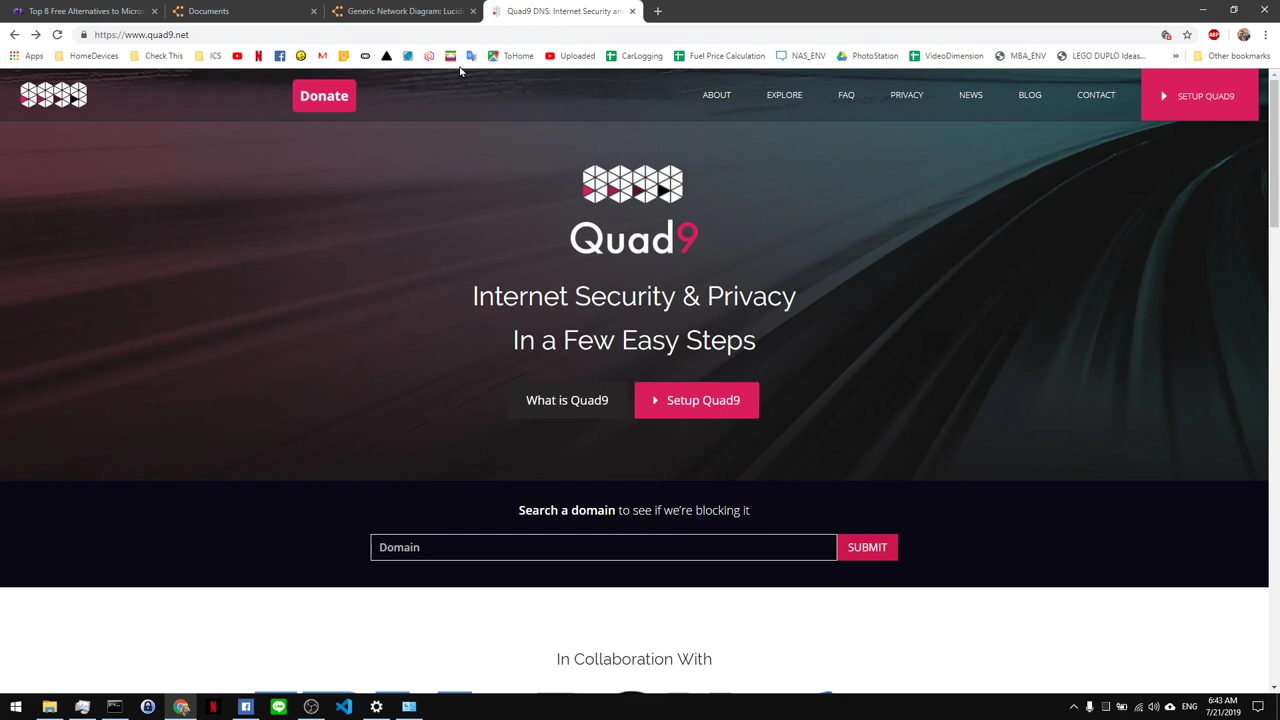 Top 8 Free Alternatives to Micros
Documents
Generic Network Diagram: Lucid
Quad9 DNS: Internet Security an
https://www.quad9.net
Apps
HomeDevices
Check This
ICS
ToHome
Uploaded
CarLogging
Fuel Price Calculation
NAS_ENV
PhotoStation
VideoDimension
MBA_ENV
LEGO DUPLO Ideas...
»
Other bookmarks
Donate
ABOUT
EXPLORE
FAQ
PRIVACY
NEWS
BLOG
CONTACT
SETUP QUAD9
Quad9
Internet Security & Privacy
In a Few Easy Steps
What is Quad9
Setup Quad9
Search a domain to see if we're blocking it
Domain
SUBMIT
In Collaboration With
ENG
6:43 AM
7/21/2019